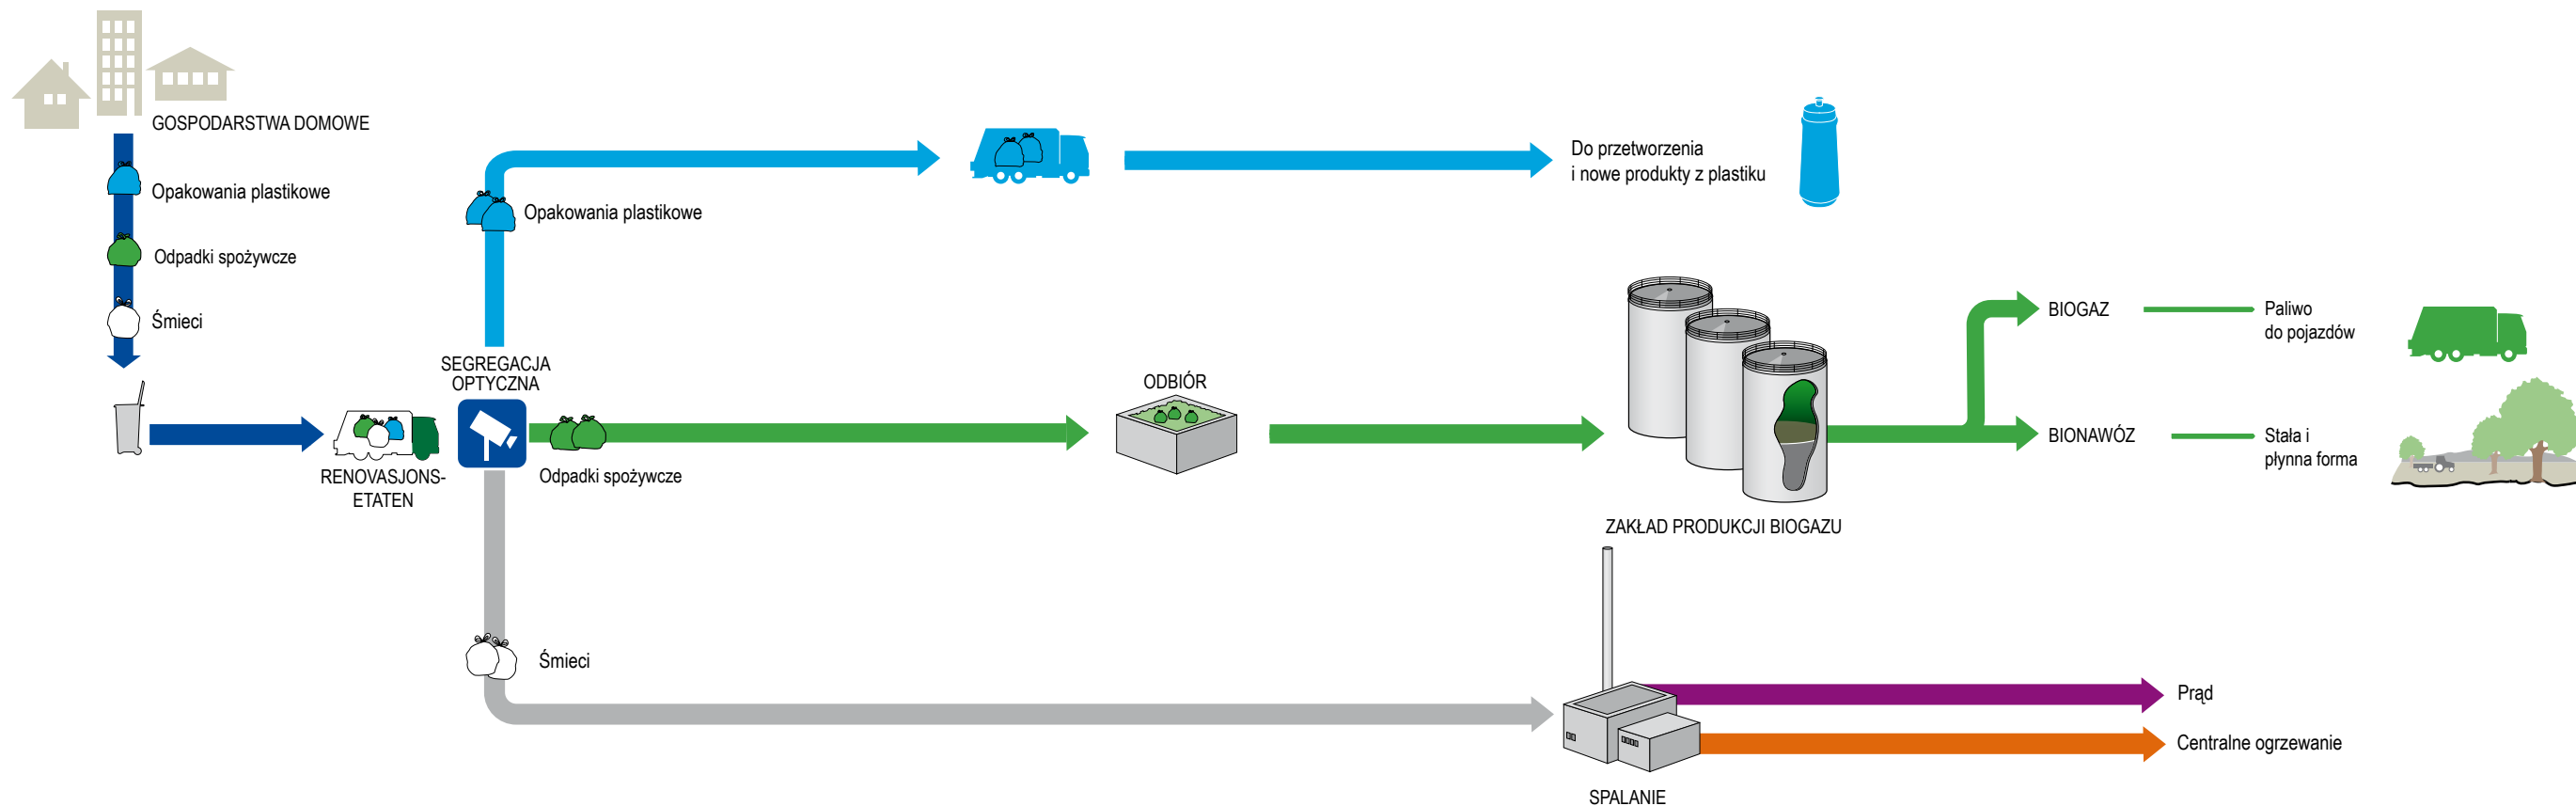 GOSPODARSTWA DOMOWE
Opakowania plastikowe
Odpadki spożywcze
Śmieci
RENOVASJONS-
ETATEN
SEGREGACJA
OPTYCZNA
Opakowania plastikowe
Do przetworzenia
i nowe produkty z plastiku
Odpadki spożywcze
ODBIÓR
ZAKŁAD PRODUKCJI BIOGAZU
BIOGAZ
Paliwo
do pojazdów
BIONAWÓZ
Stała i
płynna forma
Śmieci
SPALANIE
Prąd
Centralne ogrzewanie